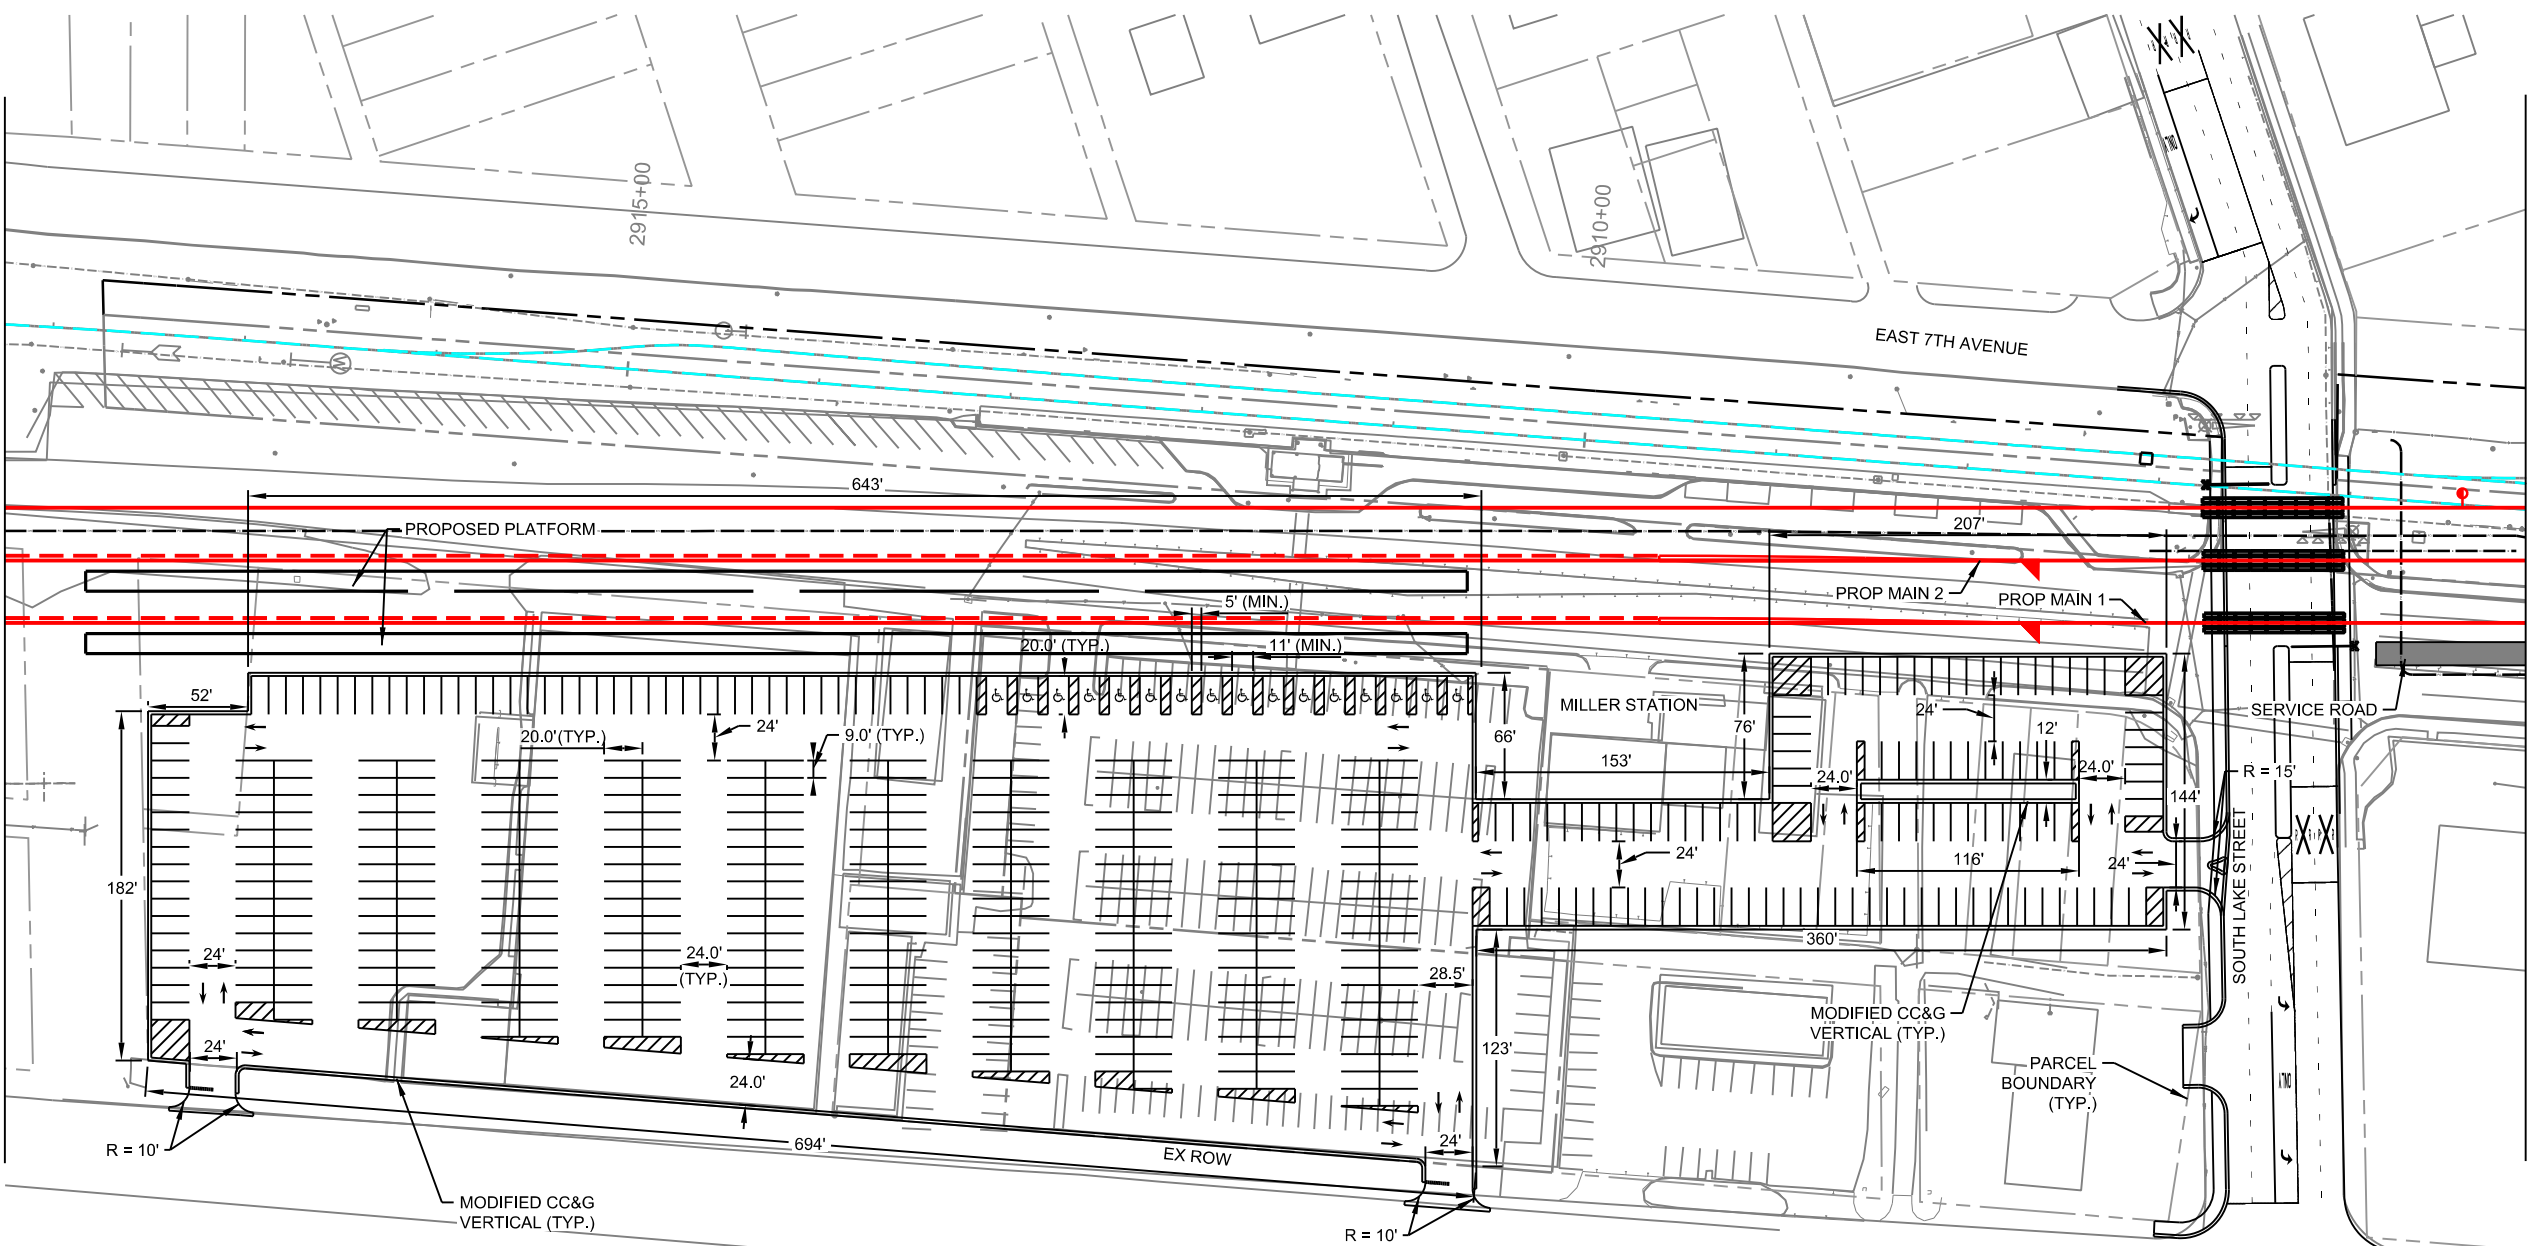 2915+00
2910+00
EAST 7TH AVENUE
643'
PROPOSED PLATFORM
207'
PROP MAIN 2
PROP MAIN 1
5' (MIN.)
20.0' (TYP.)
11' (MIN.)
52'
MILLER STATION
SERVICE ROAD
20.0'(TYP.)
24'
9.0' (TYP.)
66'
76'
24'
12'
153'
24.0'
24.0'
R = 15'
144'
24'
116'
24'
182'
SOUTH LAKE STREET
24'
24.0'
(TYP.)
28.5'
360'
MODIFIED CC&G
VERTICAL (TYP.)
24'
123'
24.0'
PARCEL
BOUNDARY
(TYP.)
ONLY
R = 10'
694'
EX ROW
24'
MODIFIED CC&G
VERTICAL (TYP.)
R = 10'